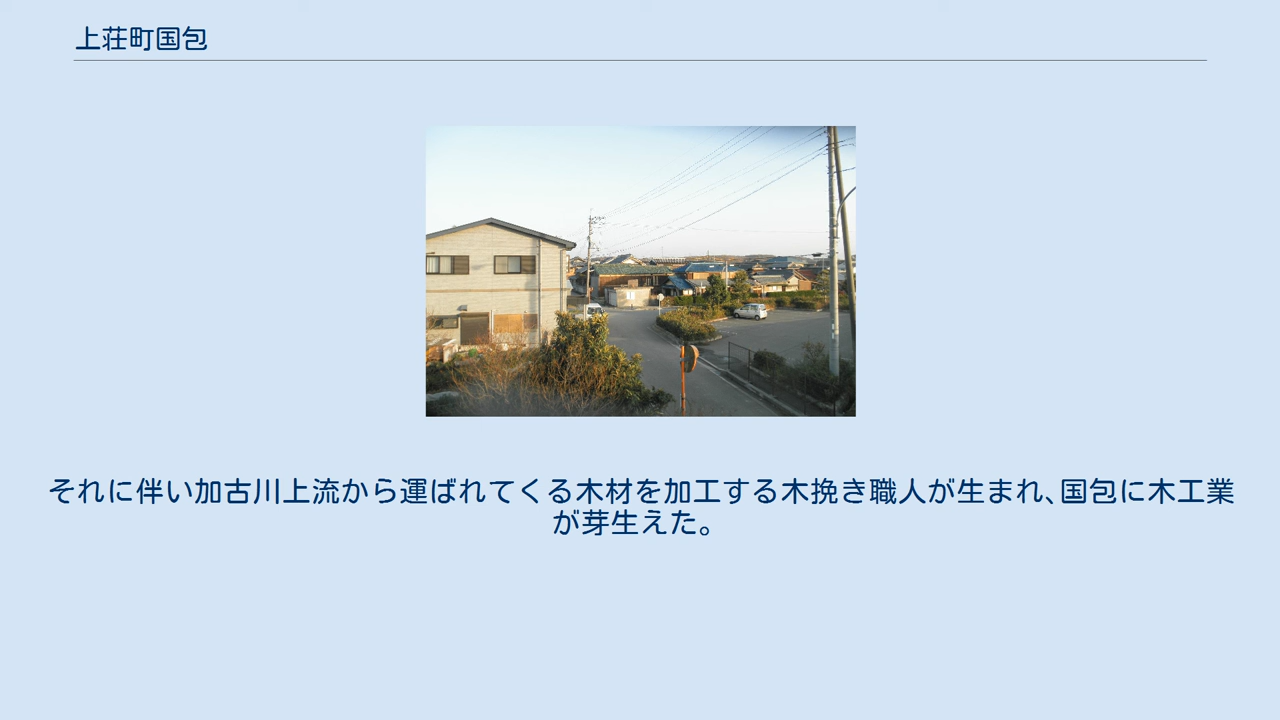 上荘町国包
それに伴い加古川上流から運ばれてくる木材を加工する木挽き職人が生まれ、国包に木工業
が芽生えた。